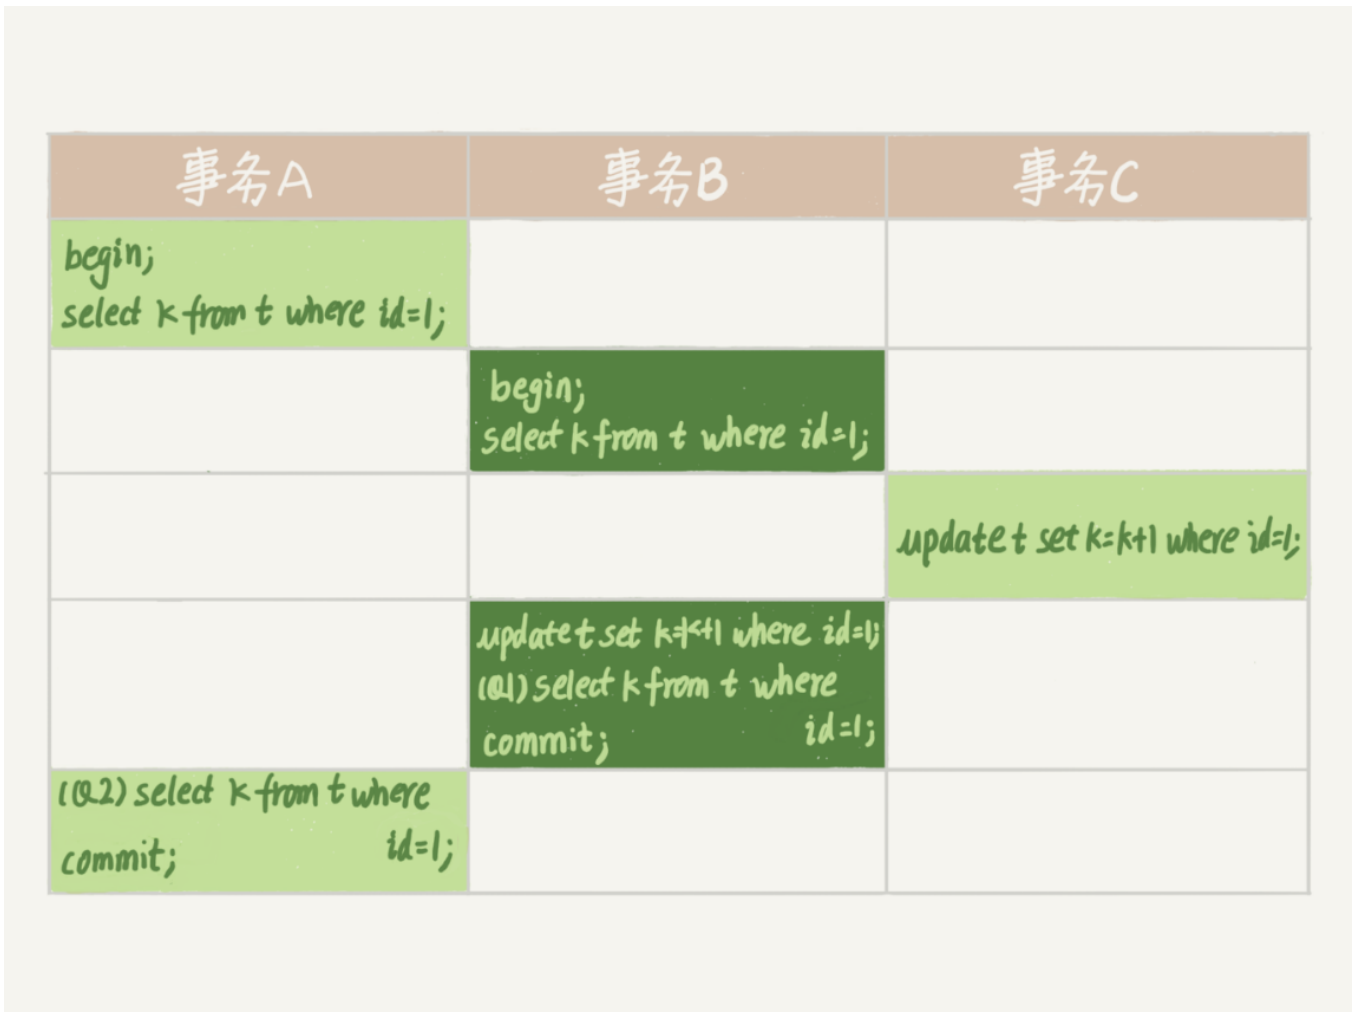 事务A
事务B
事务C
begin;
select k from t where id=1;
begin;
select k from t where id=1;
update t set k=k+1 where id=1;
update t set k=k+1 where id=1;
(Q1) select k from t where
id=1;
commit;
(Q2) select k from t where
id=1;
commit;